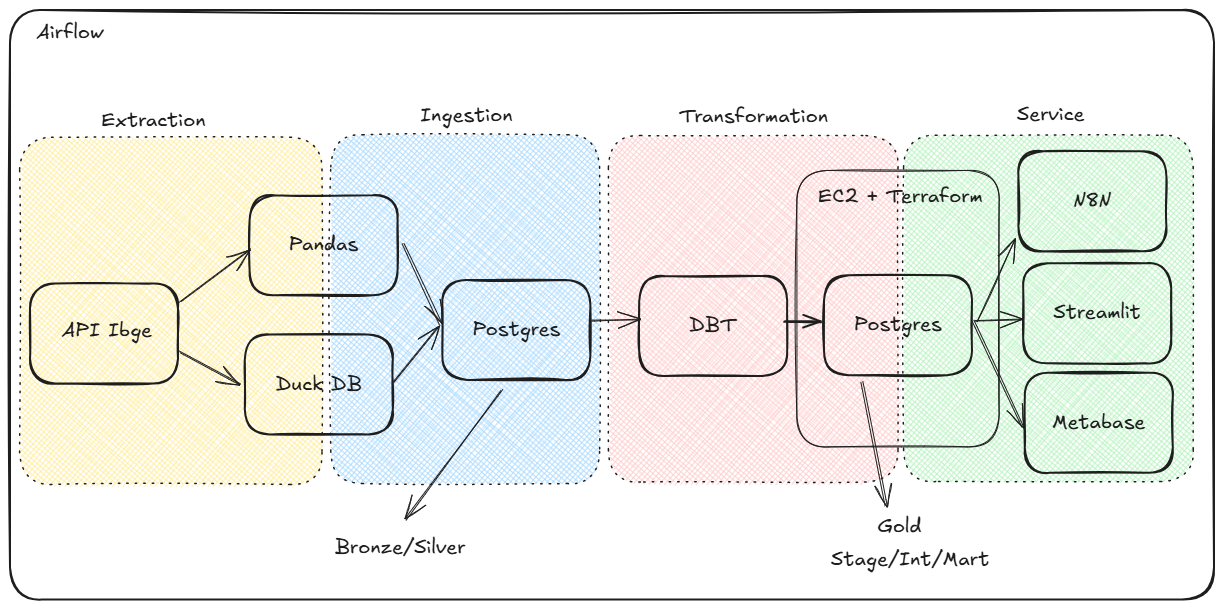 Airflow
Extraction
Ingestion
Transformation
Service
API Ibge
Pandas
Duck DB
Postgres
DBT
EC2 + Terraform
Postgres
N8N
Streamlit
Metabase
Bronze/Silver
Gold
Stage/Int/Mart